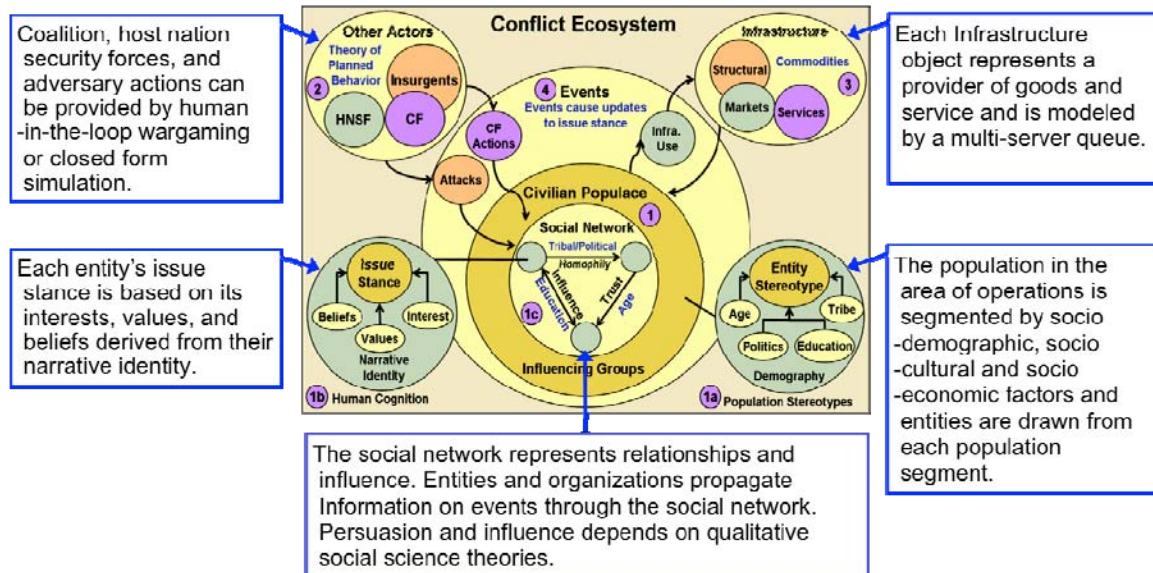 Coalition, host nation
security forces, and
adversary actions can
be provided by human
-in-the-loop wargaming
or closed form
simulation.
Conflict Ecosystem
Other Actors
Theory of
Planned
Behavior
Insurgents
2
HNSF
CF
4
Events
Events cause updates
to issue stance
CF
Actions
Attacks
Infra.
Use
Infrastructure
Structural
Commodities
Markets
Services
3
Each Infrastructure
object represents a
provider of goods and
service and is modeled
by a multi-server queue.
Civilian Populace
1
Social Network
Tribal/Political
Homophily
Influence
Education
Trust
Age
1c
Influencing Groups
Each entity's issue
stance is based on its
interests, values, and
beliefs derived from their
narrative identity.
Issue
Stance
Beliefs
Interest
Values
Narrative
Identity
1b Human Cognition
Entity
Stereotype
Age
Tribe
Politics
Education
Demography
1a Population Stereotypes
The population in the
area of operations is
segmented by socio
-demographic, socio
-cultural and socio
-economic factors and
entities are drawn from
each population
segment.
The social network represents relationships and
influence. Entities and organizations propagate
Information on events through the social network.
Persuasion and influence depends on qualitative
social science theories.